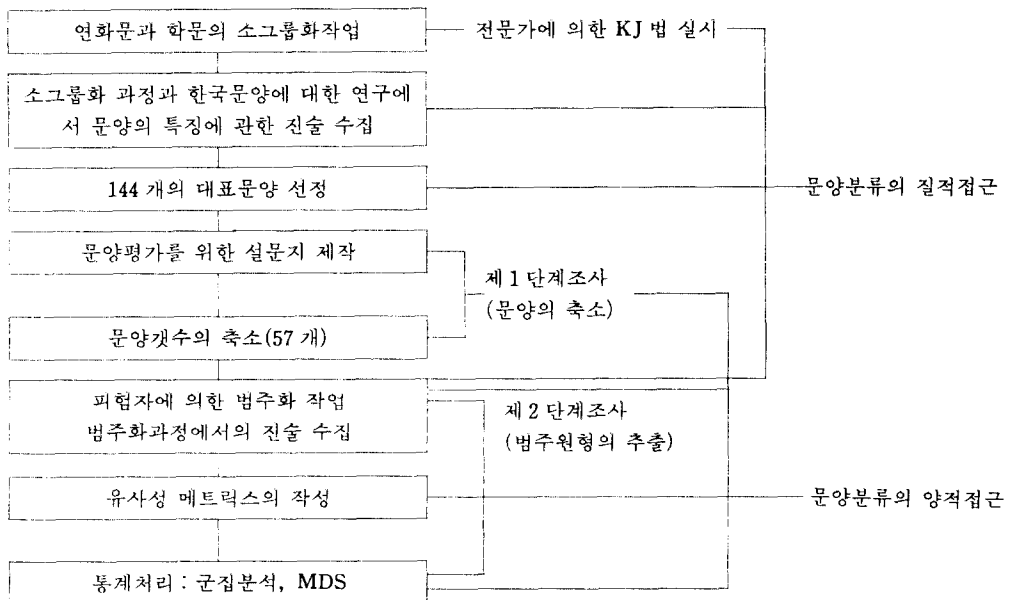 연화문과 학문의 소그룹화작업
전문가에 의한 KJ 법 실시
소그룹화 과정과 한국문양에 대한 연구에
서 문양의 특징에 관한 진술 수집
144 개의 대표문양 선정
문양분류의 질적접근
문양평가를 위한 설문지 제작
제 1 단계조사
(문양의 축소)
문양갯수의 축소(57 개)
피험자에 의한 범주화 작업
범주화과정에서의 진술 수집
제 2 단계조사
(범주원형의 추출)
유사성 메트릭스의 작성
문양분류의 양적접근
통계처리 : 군집분석, MDS